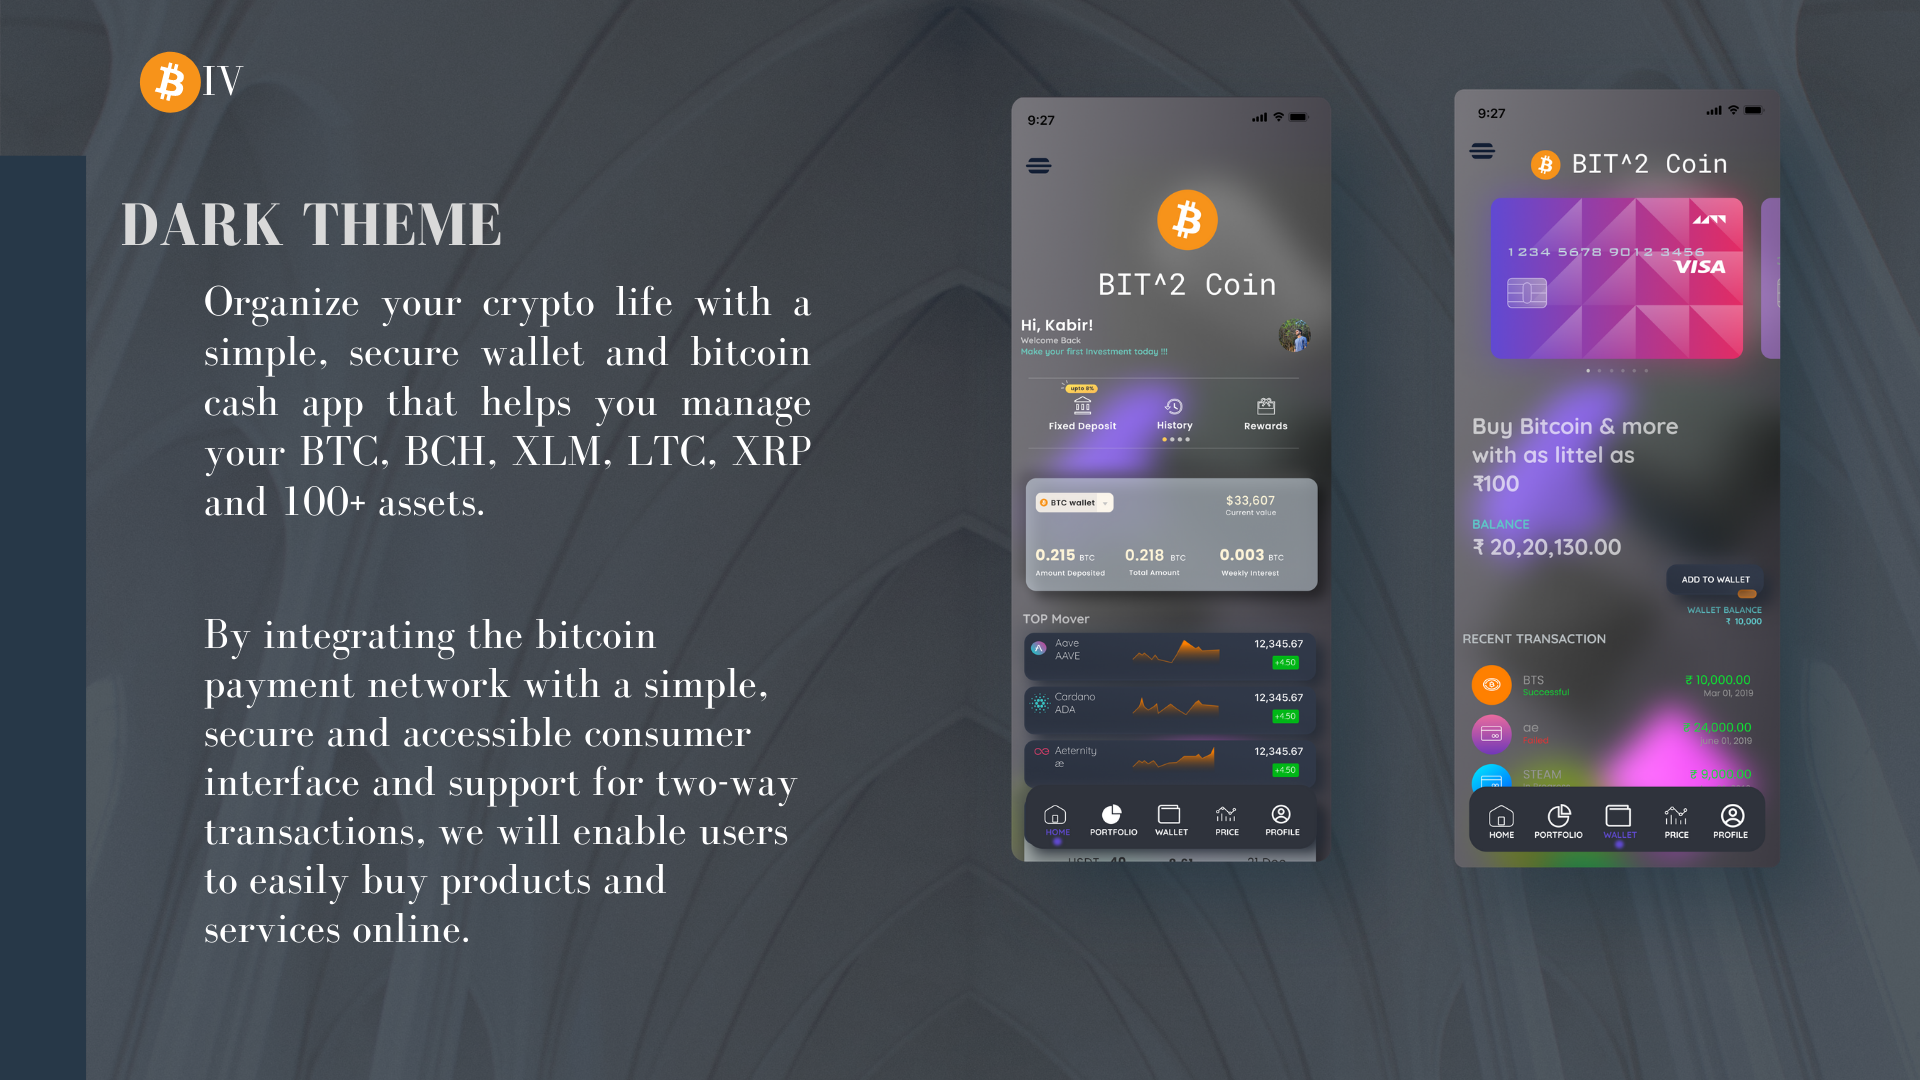 IV
DARK THEME
Organize your crypto life with a
simple, secure wallet and bitcoin
cash app that helps you manage
your BTC, BCH, XLM, LTC, XRP
and 100+ assets.
By integrating the bitcoin
payment network with a simple,
secure and accessible consumer
interface and support for two-way
transactions, we will enable users
to easily buy products and
services online.
9:27
BIT^2 Coin
Hi, Kabir!
Welcome Back
Make your first Investment today !!!
upto 8%
Fixed Deposit History Rewards
BTC wallet $33,607
Current value
0.215 BTC 0.218 BTC 0.003 BTC
Amount Deposited Total Amount Weekly Interest
TOP Mover
Aave 12,345.67
AAVE +4.50
Cardano 12,345.67
ADA +4.50
Aeternity 12,345.67
æ +4.50
HOME PORTFOLIO WALLET PRICE PROFILE
9:27
BIT^2 Coin
1234 5678 9012 3456
VISA
Buy Bitcoin & more
with as littel as
₹100
BALANCE
₹ 20,20,130.00
ADD TO WALLET
WALLET BALANCE
₹ 10,000
RECENT TRANSACTION
BTS ₹ 10,000.00
Successful Mar 01, 2019
ae ₹ 24,000.00
June 01, 2019
STEAM
HOME PORTFOLIO WALLET PRICE PROFILE